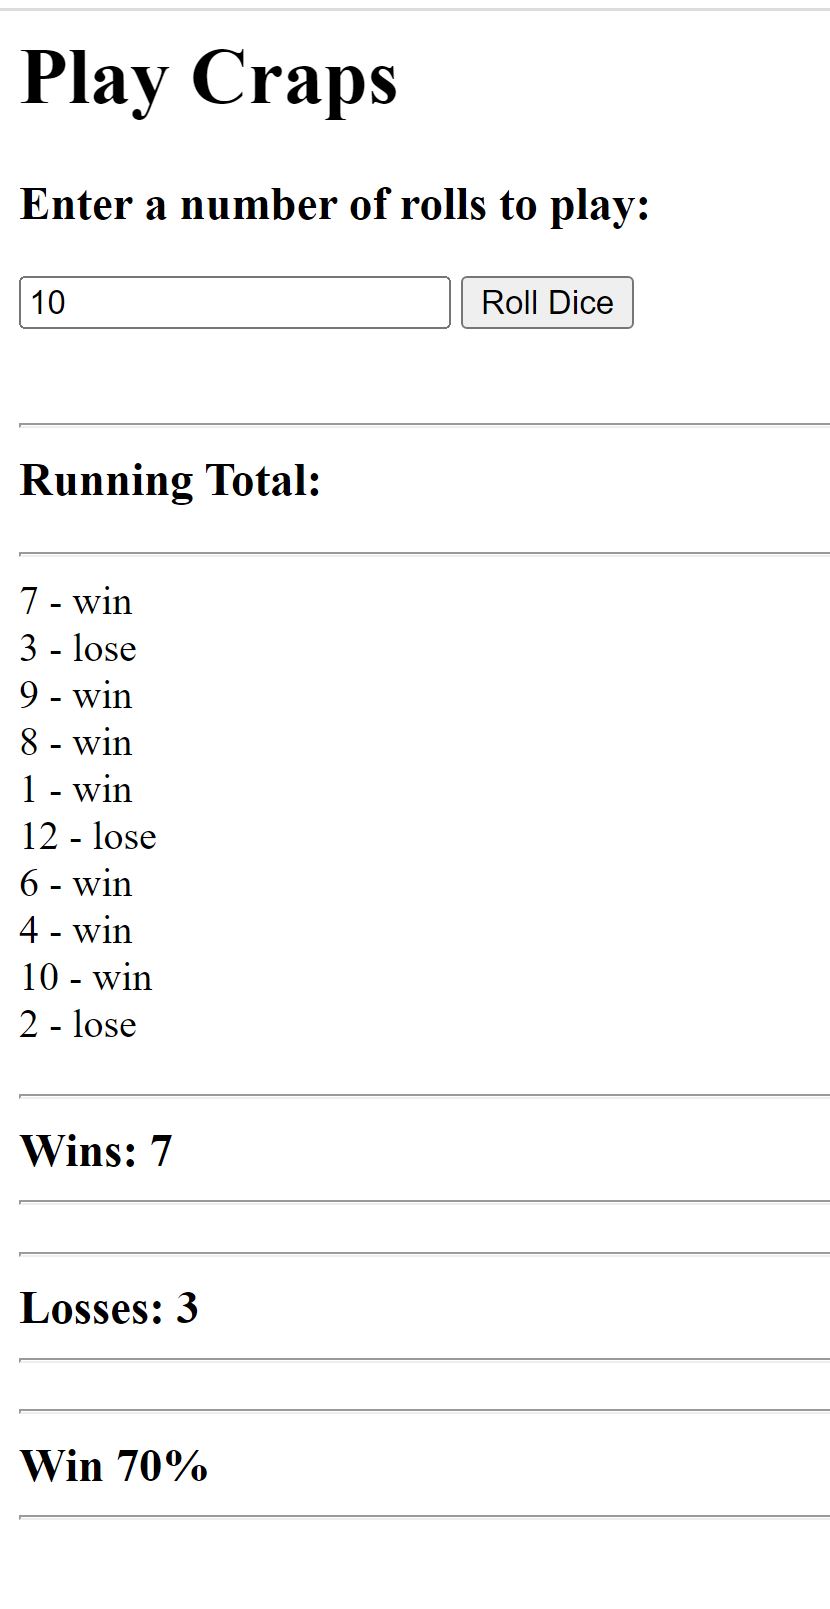 Play Craps
Enter a number of rolls to play:
10 Roll Dice
Running Total:
7 - win
3 - lose
9 - win
8 - win
1 - win
12 - lose
6 - win
4 - win
10 - win
2 - lose
Wins: 7
Losses: 3
Win 70%